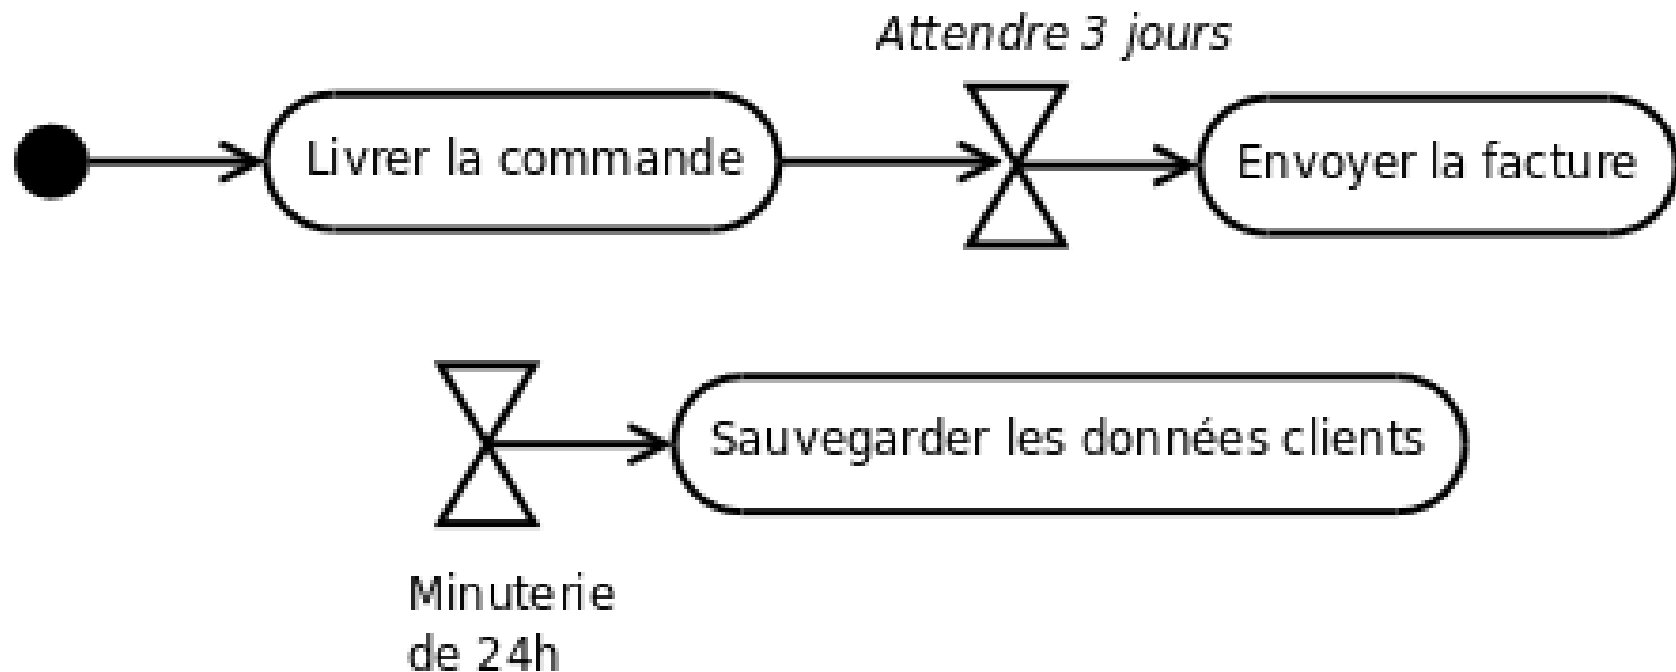 Attendre 3 jours
Livrer la commande
Envoyer la facture
Sauvegarder les données clients
Minuterie
de 24h